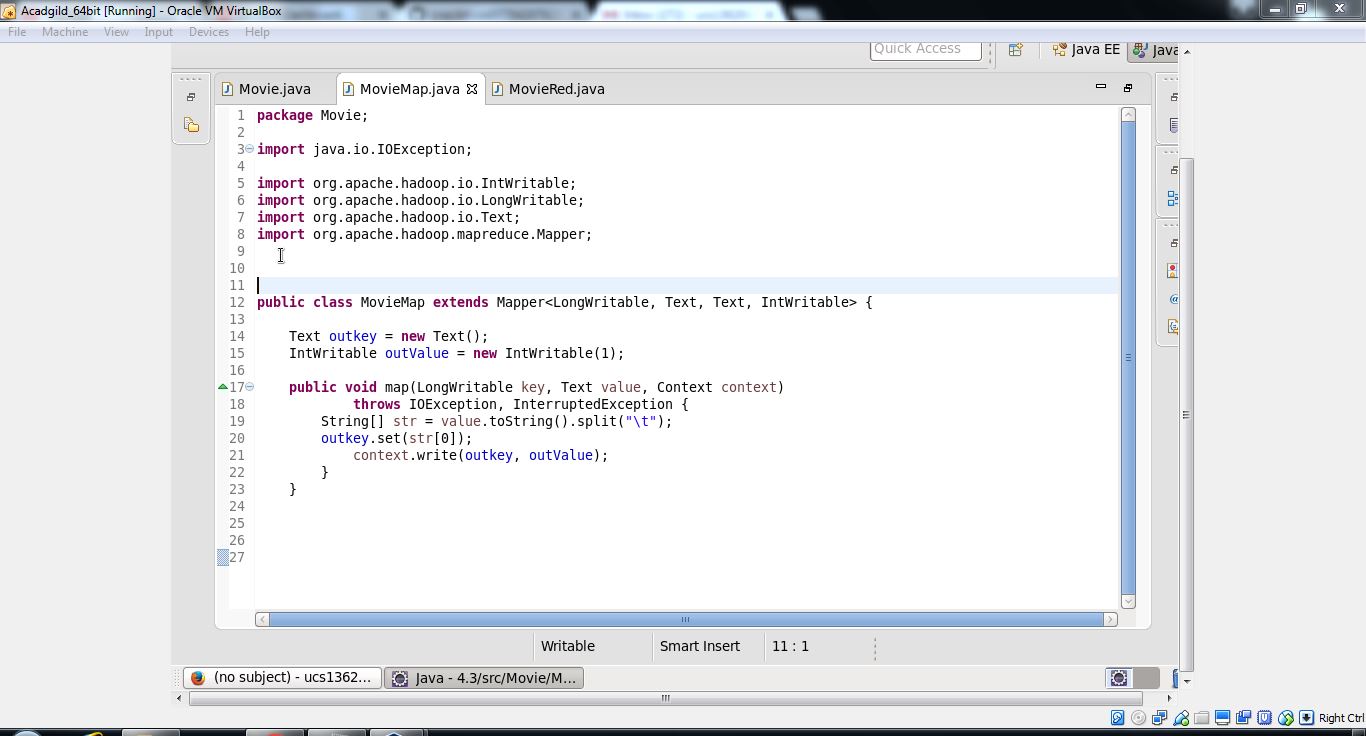 Acadgild_64bit [Running] - Oracle VM VirtualBox
File Machine View Input Devices Help
Quick Access Java EE Java
Movie.java MovieMap.java MovieRed.java
1 package Movie;
2
3 import java.io.IOException;
4
5 import org.apache.hadoop.io.IntWritable;
6 import org.apache.hadoop.io.LongWritable;
7 import org.apache.hadoop.io.Text;
8 import org.apache.hadoop.mapreduce.Mapper;
9
10
11
12 public class MovieMap extends Mapper<LongWritable, Text, Text, IntWritable> {
13
14 Text outkey = new Text();
15 IntWritable outValue = new IntWritable(1);
16
17 public void map(LongWritable key, Text value, Context context)
18 throws IOException, InterruptedException {
19 String[] str = value.toString().split("\t");
20 outkey.set(str[0]);
21 context.write(outkey, outValue);
22 }
23 }
24
25
26
27
Writable Smart Insert 11 : 1
(no subject) - ucs1362... Java - 4.3/src/Movie/M...
Right Ctrl